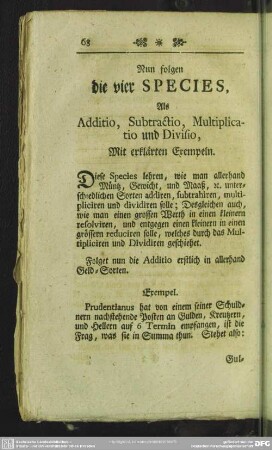 68
Nun folgen
die vier SPECIES,
Als
Additio, Subtractio, Multiplica-
tio und Divisio,
Mit erklärten Exempeln.
Diese Species lehren, wie man allerhand
Müntz, Gewicht, und Maaß, ꝛc. unter-
schiedlichen Sorten addiren, subtrahiren, multi-
pliciren und dividiren solle; Desgleichen auch,
wie man einen grossen Werth in einen kleinern
resolviren, und entgegen einen kleinern in einen
grössern reduciren solle, welches durch das Mul-
tipliciren und Dividiren geschiehet.
Folget nun die Additio erstlich in allerhand
Geld-Sorten.
Exempel.
Prudentianus hat von einem seiner Schuld-
nern nachstehende Posten an Gulden, Kreutzern,
und Hellern auf 6 Termin empfangen, ist die
Frag, was sie in Summa thun. Stehet also:
Gul-